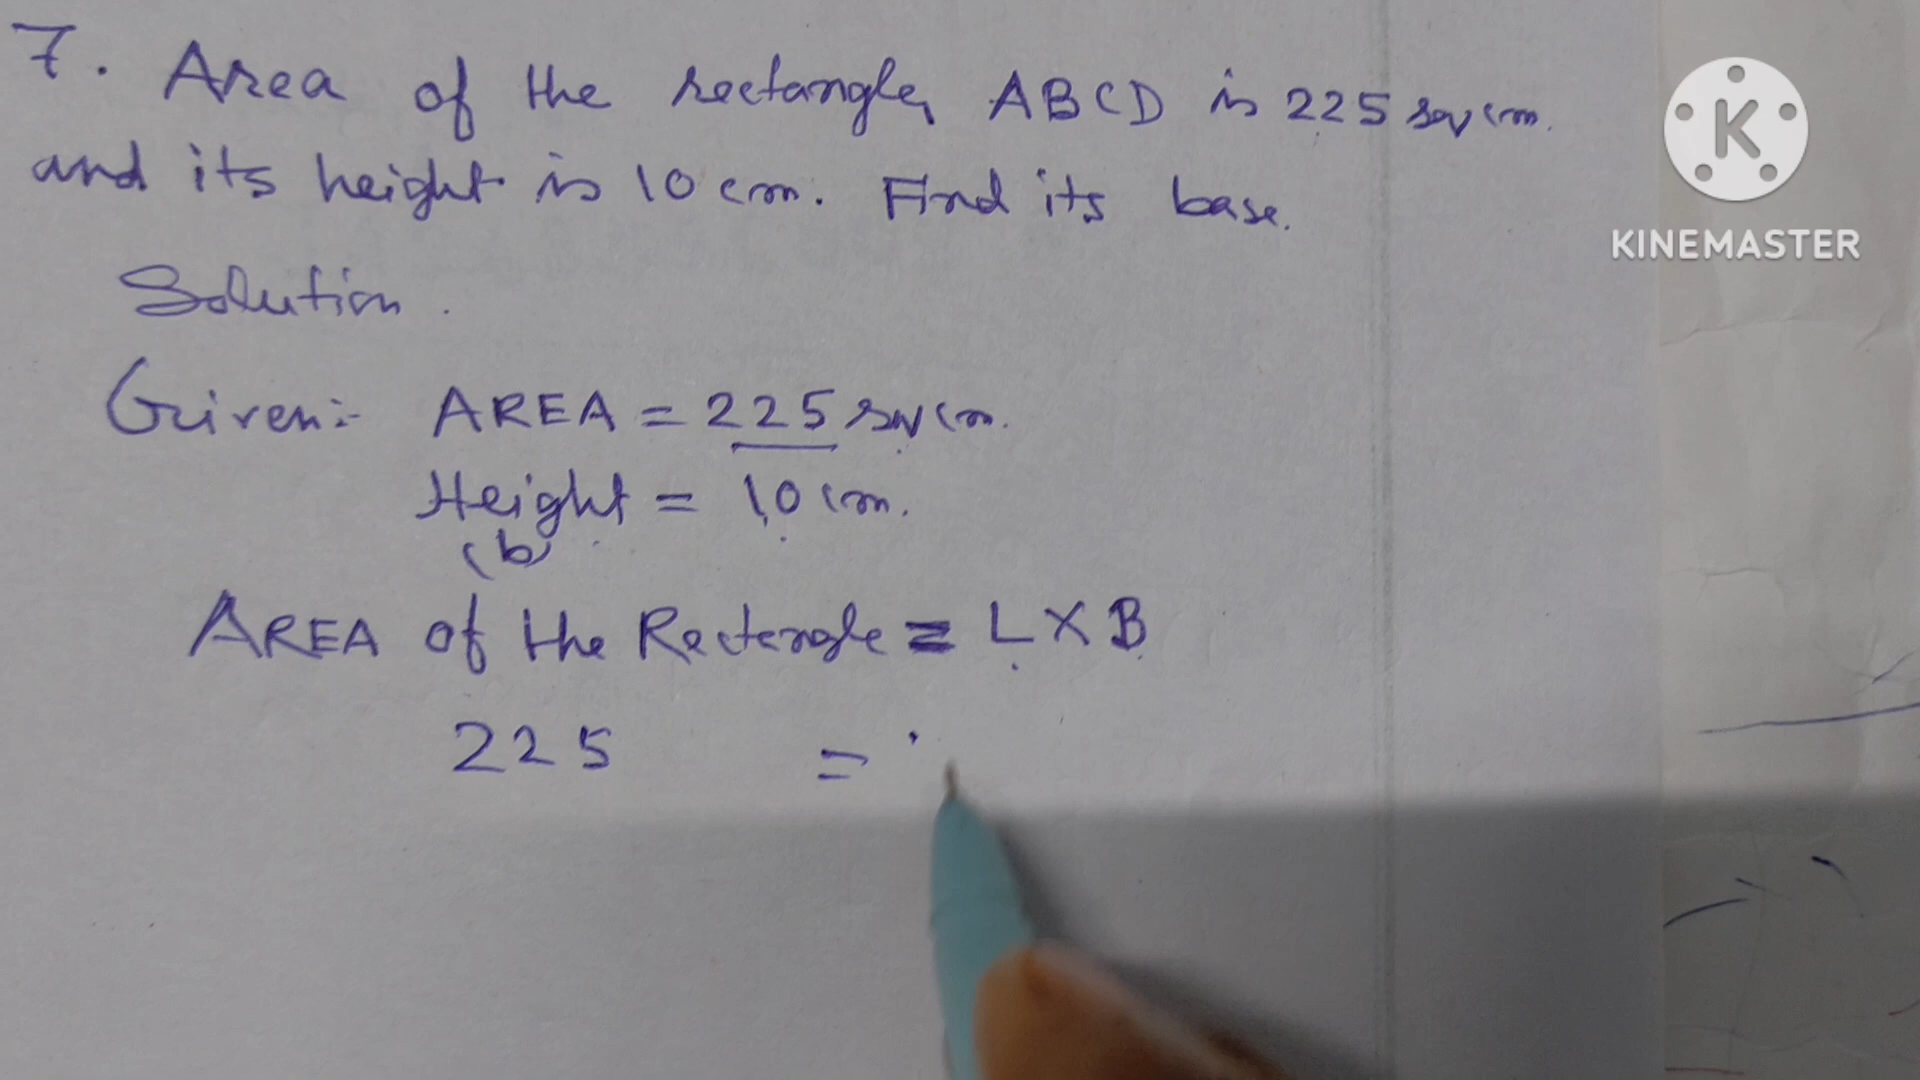 7. Area of the rectangle, ABCD is 225 sq cm.
and its height is 10 cm. Find its base.
Solution.
Given:- AREA = 225 sq cm.
Height = 10 cm.
(b)
AREA of the Rectangle = L X B
225 =
K
KINEMASTER